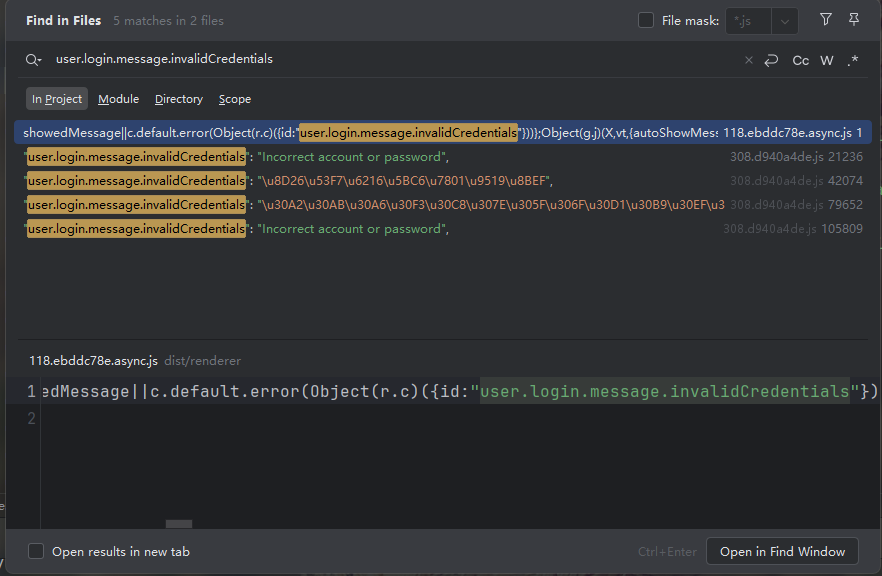 Find in Files 5 matches in 2 files File mask: *.js
user.login.message.invalidCredentials Cc W .*
In Project Module Directory Scope
showedMessage||c.default.error(Object(r.c)({id:"user.login.message.invalidCredentials"}))};Object(g.j)(X,vt,{autoShowMes: 118.ebddc78e.async.js 1
"user.login.message.invalidCredentials": "Incorrect account or password", 308.d940a4de.js 21236
"user.login.message.invalidCredentials": "\u8D26\u53F7\u6216\u5BC6\u7801\u9519\u8BEF", 308.d940a4de.js 42074
"user.login.message.invalidCredentials": "\u30A2\u30AB\u30A6\u30F3\u30C8\u307E\u305F\u306F\u30D1\u30B9\u30EF\u3 308.d940a4de.js 79652
"user.login.message.invalidCredentials": "Incorrect account or password", 308.d940a4de.js 105809
118.ebddc78e.async.js dist/renderer
1 edMessage||c.default.error(Object(r.c)({id:"user.login.message.invalidCredentials"})
2
Open results in new tab Ctrl+Enter Open in Find Window